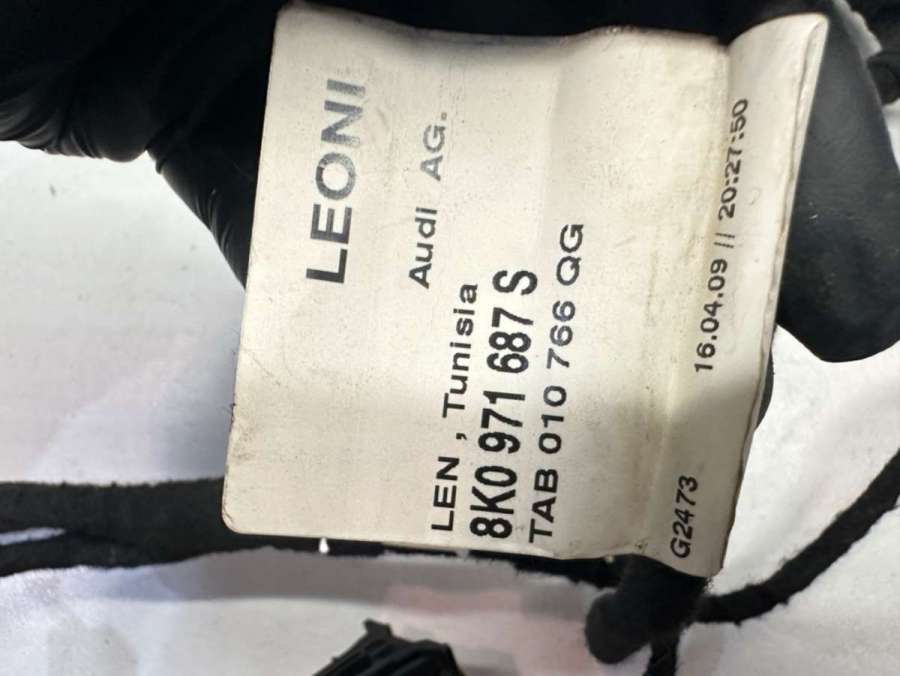 LEONI
Audi AG.
LEN , Tunisia
8K0 971 687 S
TAB 010 766 QG
G2473
16.04.09 // 20:27:50